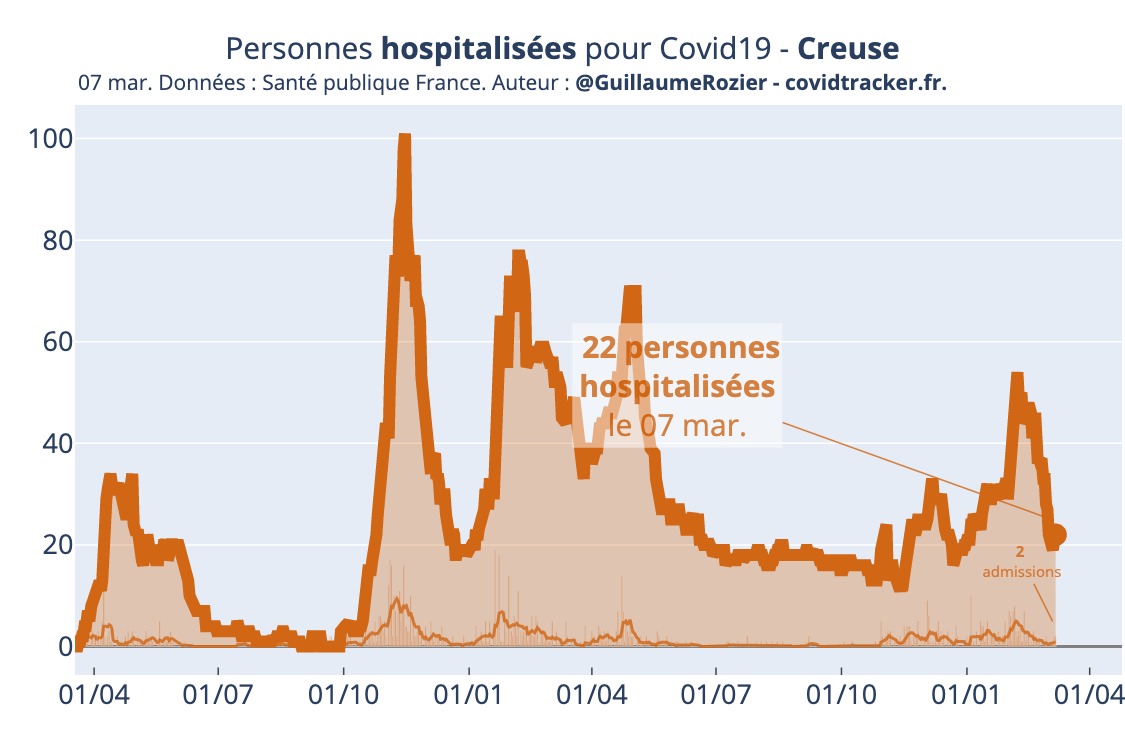 Personnes hospitalisées pour Covid19 - Creuse
07 mar. Données : Santé publique France. Auteur : @GuillaumeRozier - covidtracker.fr.
100
80
60
40
20
0
22 personnes
hospitalisées
le 07 mar.
2
admissions
01/04 01/07 01/10 01/01 01/04 01/07 01/10 01/01 01/04